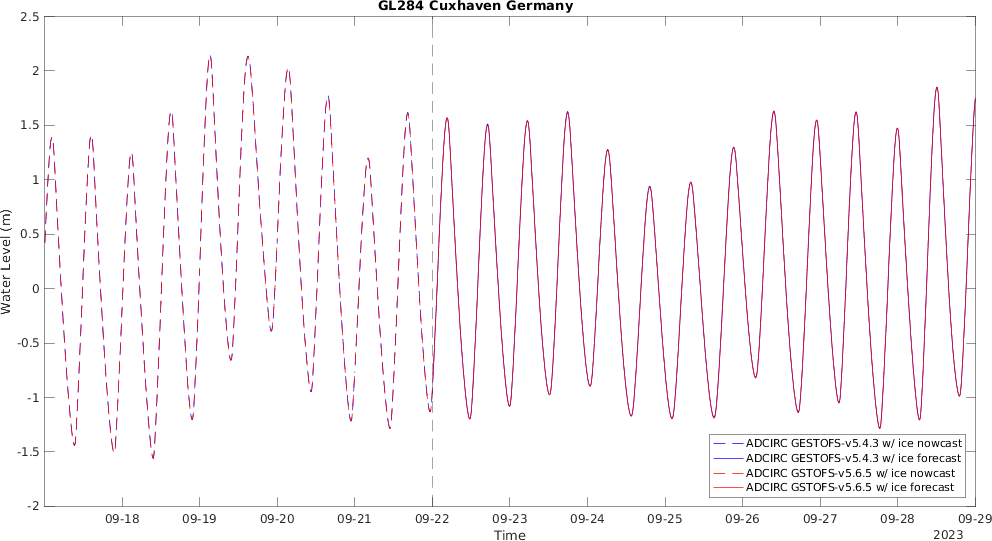 GL284 Cuxhaven Germany
2.5
2
1.5
1
0.5
0
-0.5
-1
-1.5
-2
Water Level (m)
ADCIRC GESTOFS-v5.4.3 w/ ice nowcast
ADCIRC GESTOFS-v5.4.3 w/ ice forecast
ADCIRC GSTOFS-v5.6.5 w/ ice nowcast
ADCIRC GSTOFS-v5.6.5 w/ ice forecast
09-18 09-19 09-20 09-21 09-22 09-23 09-24 09-25 09-26 09-27 09-28 09-29
Time
2023